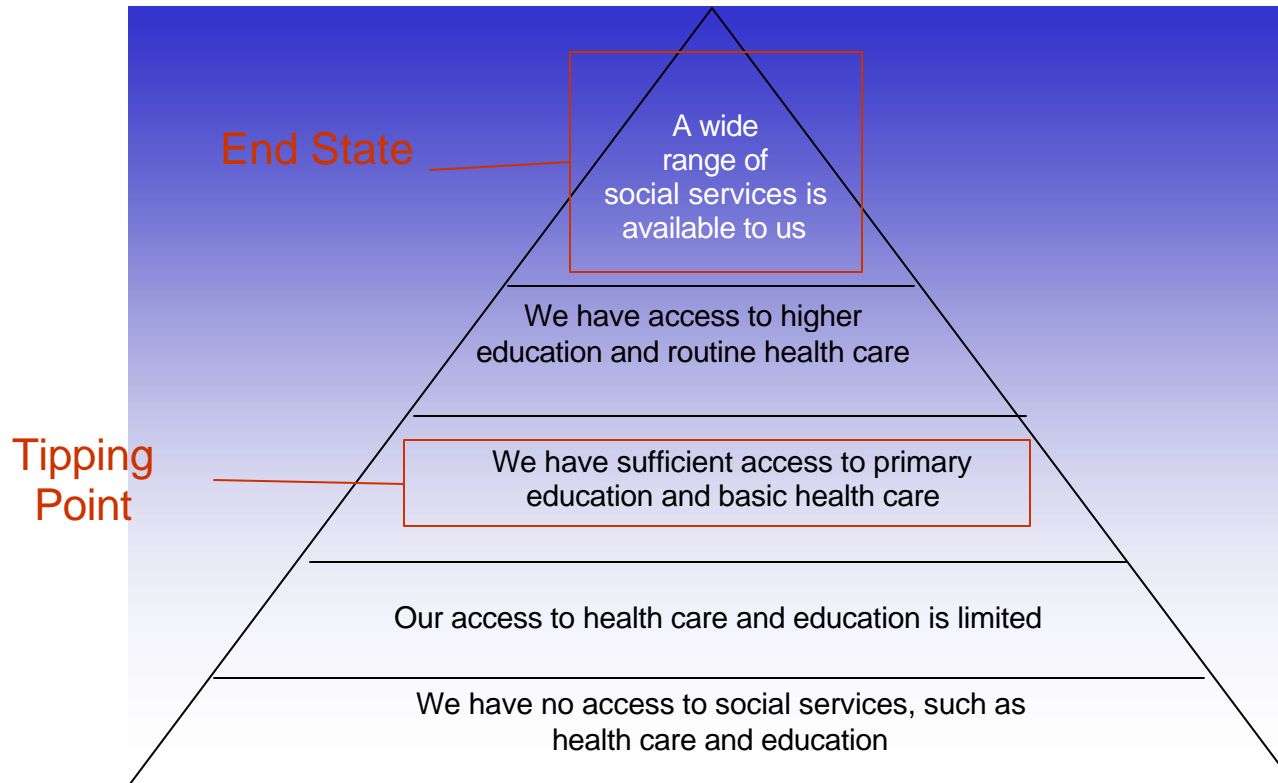 End State
A wide
range of
social services is
available to us
We have access to higher
education and routine health care
Tipping
Point
We have sufficient access to primary
education and basic health care
Our access to health care and education is limited
We have no access to social services, such as
health care and education